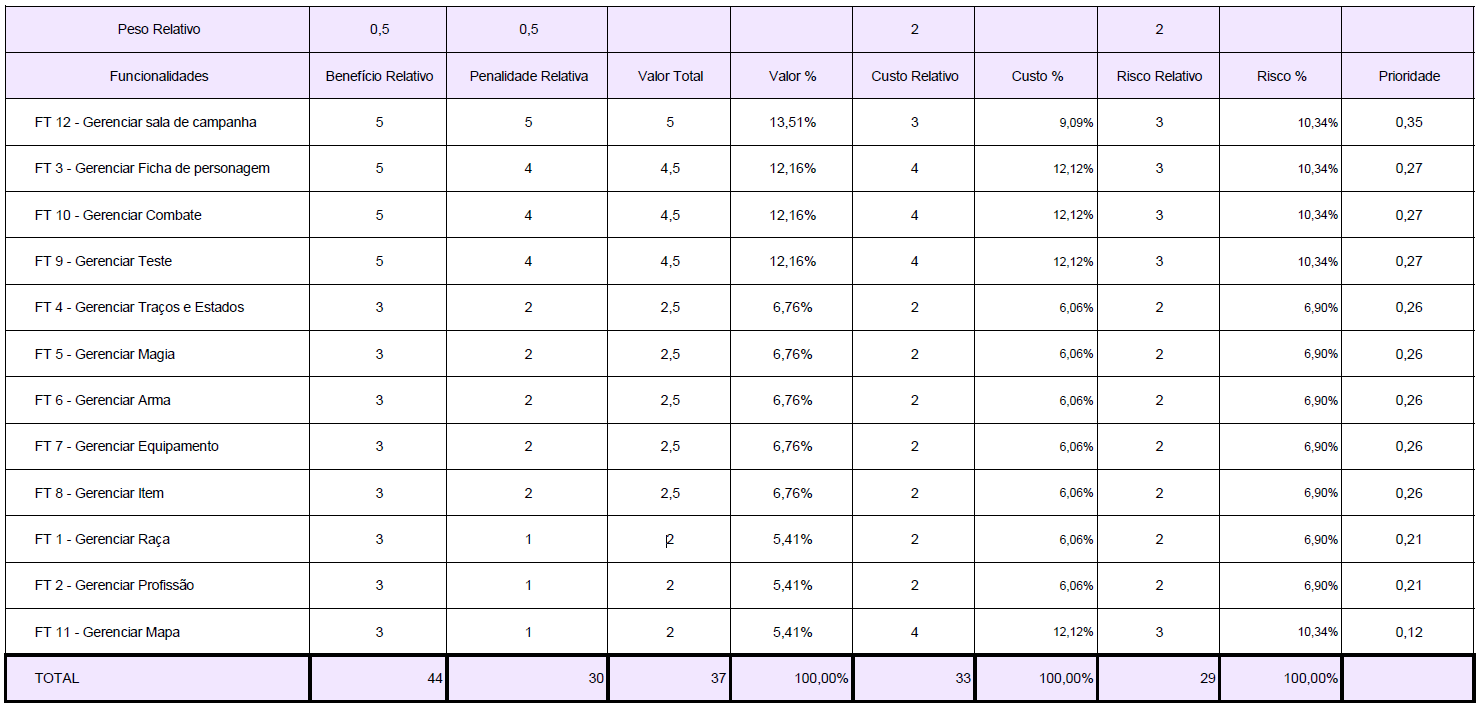 Peso Relativo 0,5 0,5 2 2
Funcionalidades Benefício Relativo Penalidade Relativa Valor Total Valor % Custo Relativo Custo % Risco Relativo Risco % Prioridade
FT 12 - Gerenciar sala de campanha 5 5 5 13,51% 3 9,09% 3 10,34% 0,35
FT 3 - Gerenciar Ficha de personagem 5 4 4,5 12,16% 4 12,12% 3 10,34% 0,27
FT 10 - Gerenciar Combate 5 4 4,5 12,16% 4 12,12% 3 10,34% 0,27
FT 9 - Gerenciar Teste 5 4 4,5 12,16% 4 12,12% 3 10,34% 0,27
FT 4 - Gerenciar Traços e Estados 3 2 2,5 6,76% 2 6,06% 2 6,90% 0,26
FT 5 - Gerenciar Magia 3 2 2,5 6,76% 2 6,06% 2 6,90% 0,26
FT 6 - Gerenciar Arma 3 2 2,5 6,76% 2 6,06% 2 6,90% 0,26
FT 7 - Gerenciar Equipamento 3 2 2,5 6,76% 2 6,06% 2 6,90% 0,26
FT 8 - Gerenciar Item 3 2 2,5 6,76% 2 6,06% 2 6,90% 0,26
FT 1 - Gerenciar Raça 3 1 2 5,41% 2 6,06% 2 6,90% 0,21
FT 2 - Gerenciar Profissão 3 1 2 5,41% 2 6,06% 2 6,90% 0,21
FT 11 - Gerenciar Mapa 3 1 2 5,41% 4 12,12% 3 10,34% 0,12
TOTAL 44 30 37 100,00% 33 100,00% 29 100,00%